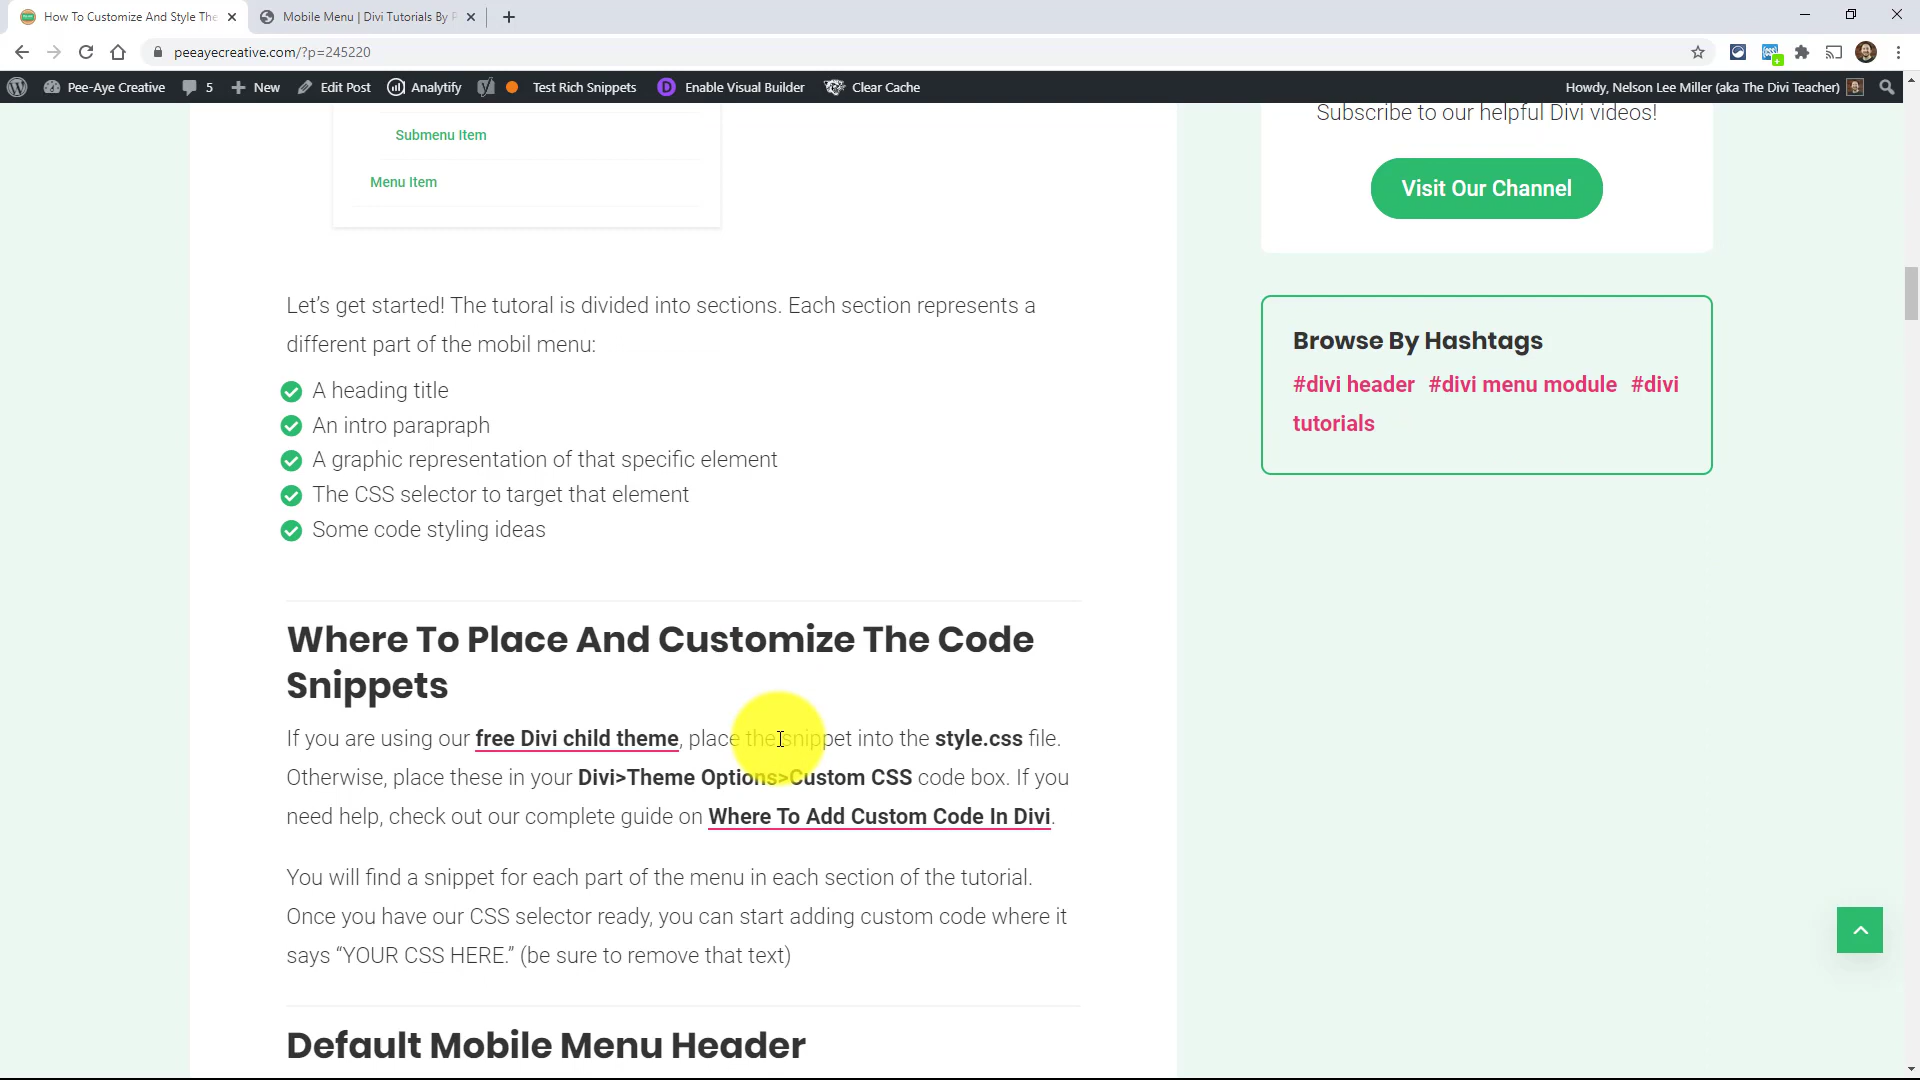 How To Customize And Style The
Mobile Menu | Divi Tutorials By P
peeayecreative.com/?p=245220
Pee-Aye Creative
5
New
Edit Post
Analytify
Test Rich Snippets
D
Enable Visual Builder
Clear Cache
Howdy, Nelson Lee Miller (aka The Divi Teacher)
Submenu Item
Menu Item
Subscribe to our helpful Divi videos!
Visit Our Channel
Let's get started! The tutoral is divided into sections. Each section represents a
different part of the mobil menu:
A heading title
An intro parapraph
A graphic representation of that specific element
The CSS selector to target that element
Some code styling ideas
Browse By Hashtags
#divi header #divi menu module #divi
tutorials
Where To Place And Customize The Code
Snippets
If you are using our free Divi child theme, place the snippet into the style.css file.
Otherwise, place these in your Divi>Theme Options>Custom CSS code box. If you
need help, check out our complete guide on Where To Add Custom Code In Divi.
You will find a snippet for each part of the menu in each section of the tutorial.
Once you have our CSS selector ready, you can start adding custom code where it
says “YOUR CSS HERE.” (be sure to remove that text)
Default Mobile Menu Header